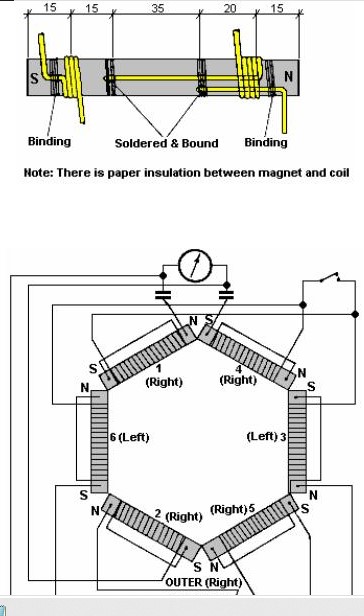 15 15 35 20 15
S N
Binding Soldered & Bound Binding
Note: There is paper insulation between magnet and coil
N S
1 4
(Right) (Right)
S N
N S
6 (Left) (Left) 3
S N
N S
2 (Right) (Right) 5
S N
OUTER (Right)